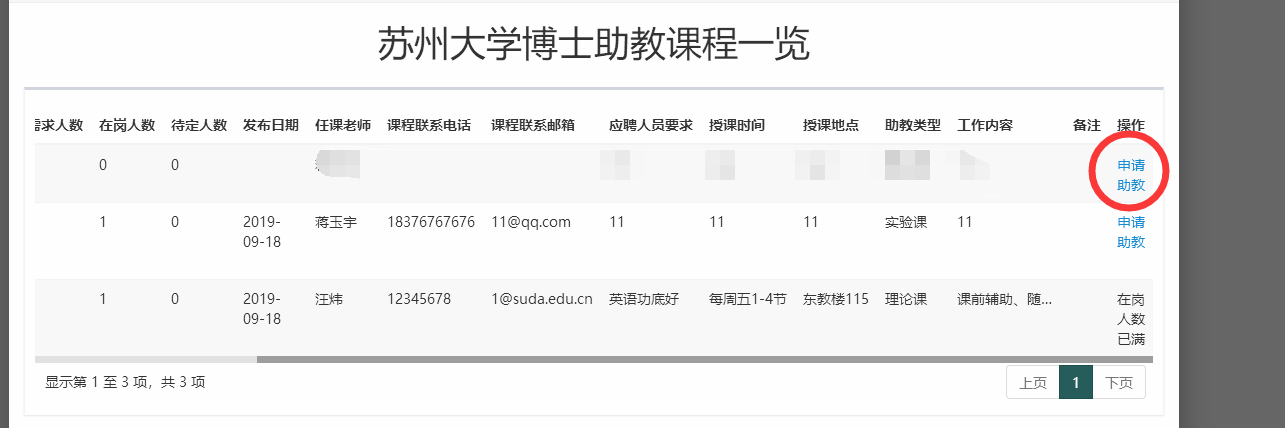 苏州大学博士助教课程一览
需求人数 在岗人数 待定人数 发布日期 任课老师 课程联系电话 课程联系邮箱 应聘人员要求 授课时间 授课地点 助教类型 工作内容 备注 操作
0 0 申请
助教
1 0 2019- 蒋玉宇 18376767676 11@qq.com 11 11 11 实验课 11 申请
09-18 助教
1 0 2019- 汪炜 12345678 1@suda.edu.cn 英语功底好 每周五1-4节 东教楼115 理论课 课前辅助、随... 在岗
09-18 人数
已满
显示第 1 至 3 项，共 3 项 上页 1 下页